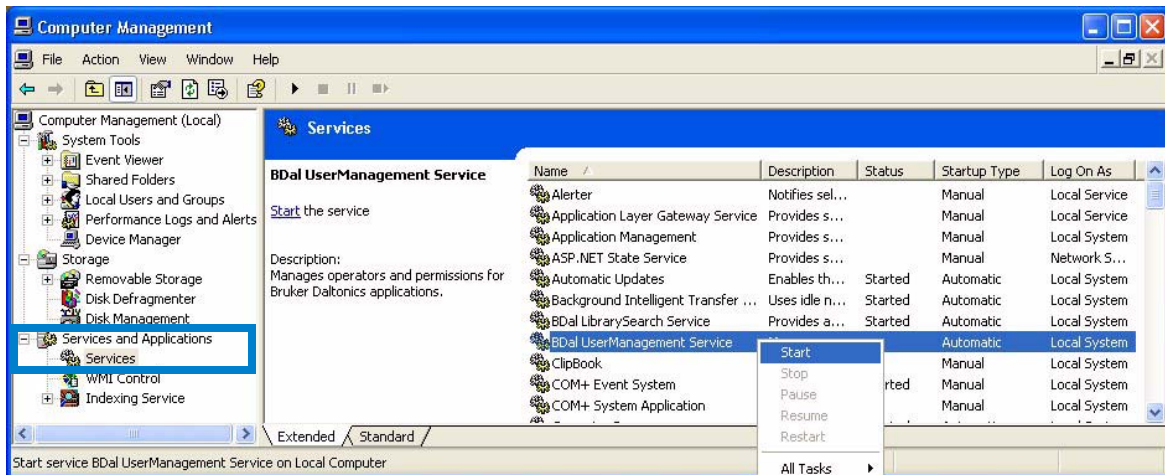 Computer Management
File Action View Window Help
Computer Management (Local)
System Tools
Event Viewer
Shared Folders
Local Users and Groups
Performance Logs and Alerts
Device Manager
Storage
Removable Storage
Disk Defragmenter
Disk Management
Services and Applications
Services
WMI Control
Indexing Service
Services
BDal UserManagement Service
Start the service
Description:
Manages operators and permissions for
Bruker Daltonics applications.
Name Description Status Startup Type Log On As
Alerter Notifies sel... Manual Local Service
Application Layer Gateway Service Provides s... Manual Local Service
Application Management Provides s... Manual Local System
ASP.NET State Service Provides s... Manual Network S...
Automatic Updates Enables th... Started Automatic Local System
Background Intelligent Transfer ... Uses idle n... Started Automatic Local System
BDal LibrarySearch Service Provides a... Started Automatic Local System
BDal UserManagement Service Automatic Local System
ClipBook Manual Local System
COM+ Event System rted Manual Local System
COM+ System Application Manual Local System
Start
Stop
Pause
Resume
Restart
All Tasks
Extended Standard
Start service BDal UserManagement Service on Local Computer